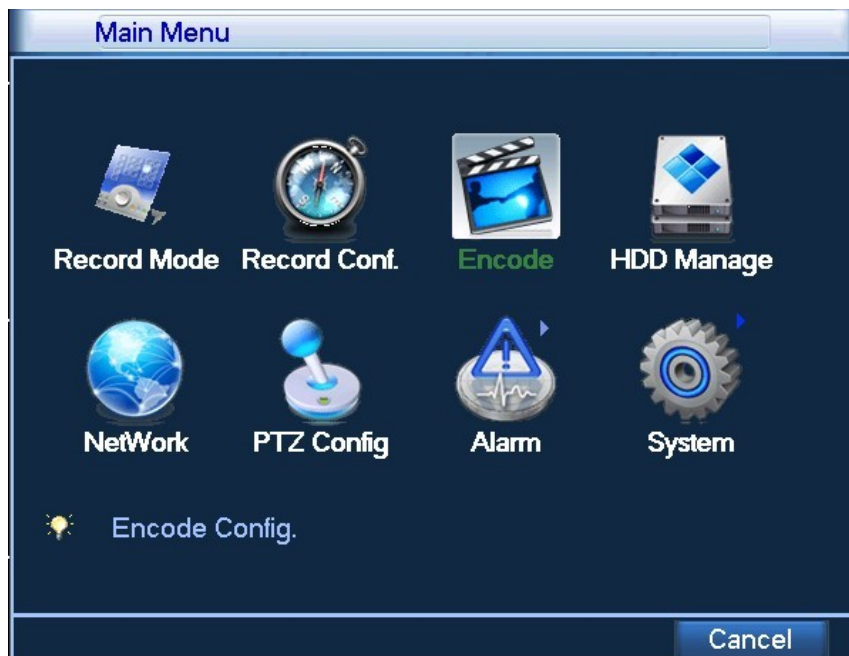 Main Menu
Record Mode Record Conf. Encode HDD Manage
NetWork PTZ Config Alarm System
Encode Config.
Cancel